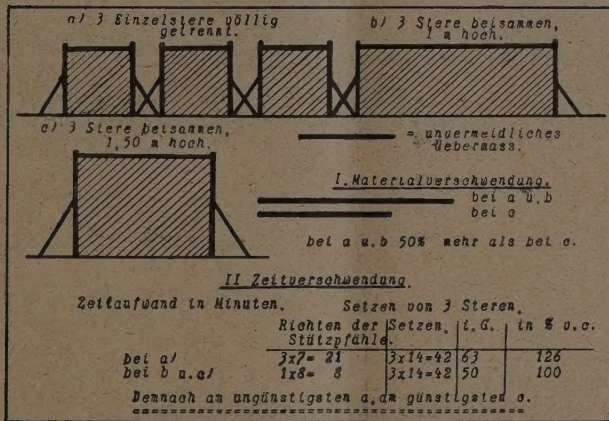 a/ 3 Einzelstere völlig
getrennt.
b/ 3 Stere beisammen,
1 m hoch.
c/ 3 Stere beisammen,
1,50 m hoch.
= unvermeidliches
Uebermass.
I. Materialverschwendung.
bei a u. b
bei c
bei a u.b 50% mehr als bei c.
II Zeitverschwendung.
Zeitaufwand in Minuten. Setzen von 3 Steren.
Richten der Setzen. i.G. in % v.c.
Stützpfähle.
bei a/ 3x7= 21 3x14=42 63 126
bei b u.c/ 1x8= 8 3x14=42 50 100
Demnach am ungünstigsten a, am günstigsten c.